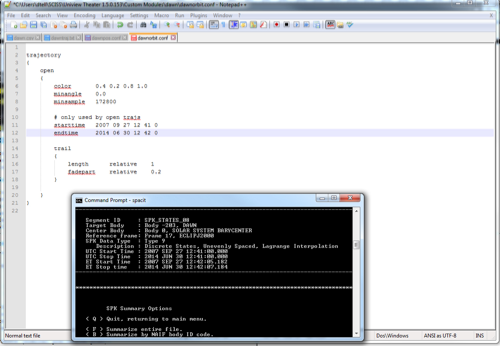 *C:\Users\dtell\SCISS\Uniview Theater 1.5.0.153\Custom Modules\dawn\dawnorbit.conf - Notepad++
File Edit Search View Encoding Language Settings Macro Run Plugins Window ?
dawnorbit.conf
1
2 trajectory
3 {
4 open
5 {
6 color 0.4 0.2 0.8 1.0
7 minangle 0.0
8 minsample 172800
9
10 # only used by open trajs
11 starttime 2007 09 27 12 41 0
12 endtime 2014 06 30 12 42 0
13
14 trail
15 {
16 length relative 1
17 fadepart relative 0.2
18 }
19
20 }
21 }
22
Command Prompt - spacit
Segment ID : SPK_STATES_08
Target Body : Body -203, DAWN
Center Body : Body 0, SOLAR SYSTEM BARYCENTER
Reference Frame: Frame 17, ECLIPJ2000
SPK Data Type : Type 9
Description : Discrete States, Unevenly Spaced, Lagrange Interpolation
UTC Start Time : 2007 SEP 27 12:41:00.000
UTC Stop Time : 2014 JUN 30 12:41:00.000
ET Start Time : 2007 SEP 27 12:42:05.182
ET Stop time : 2014 JUN 30 12:42:07.184
SPK Summary Options
( Q ) Quit, returning to main menu.
( F ) Summarize entire file.
( B ) Summarize by NAIF body ID code.
Normal text file
Dos\Windows ANSI as UTF-8 INS